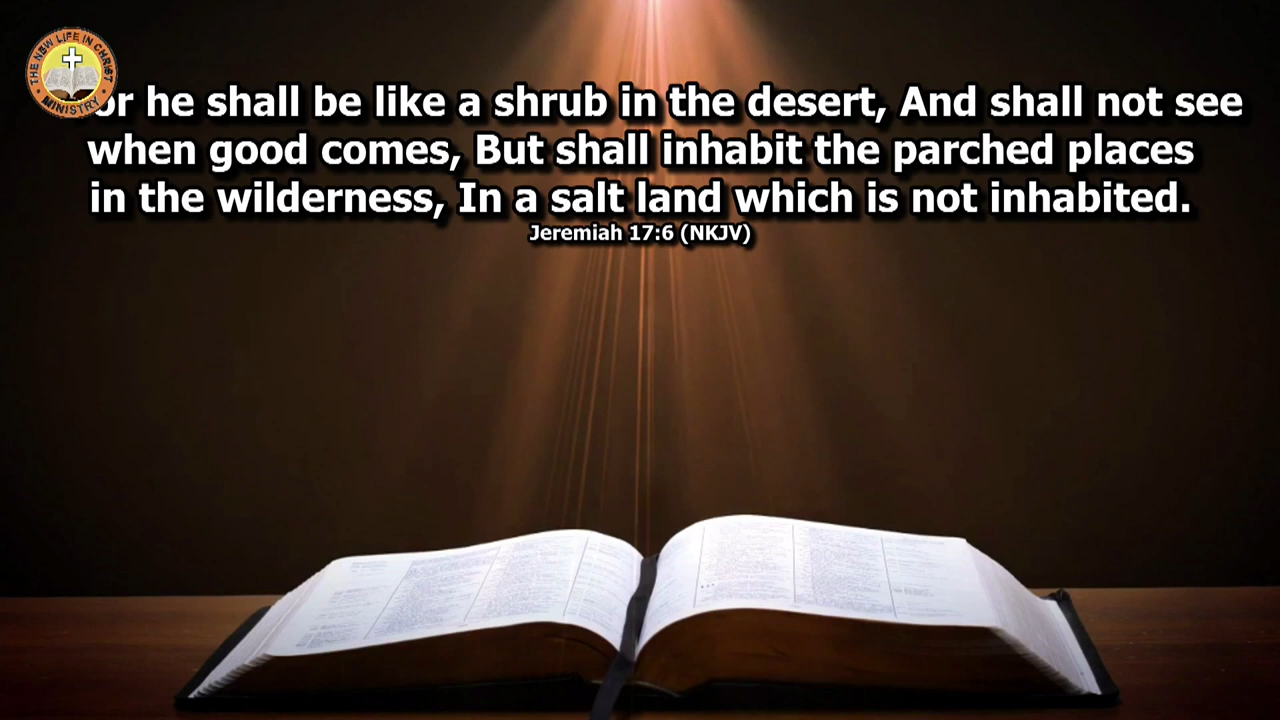 THE NEW LIFE IN CHRIST
MINISTRY
or he shall be like a shrub in the desert, And shall not see
when good comes, But shall inhabit the parched places
in the wilderness, In a salt land which is not inhabited.
Jeremiah 17:6 (NKJV)